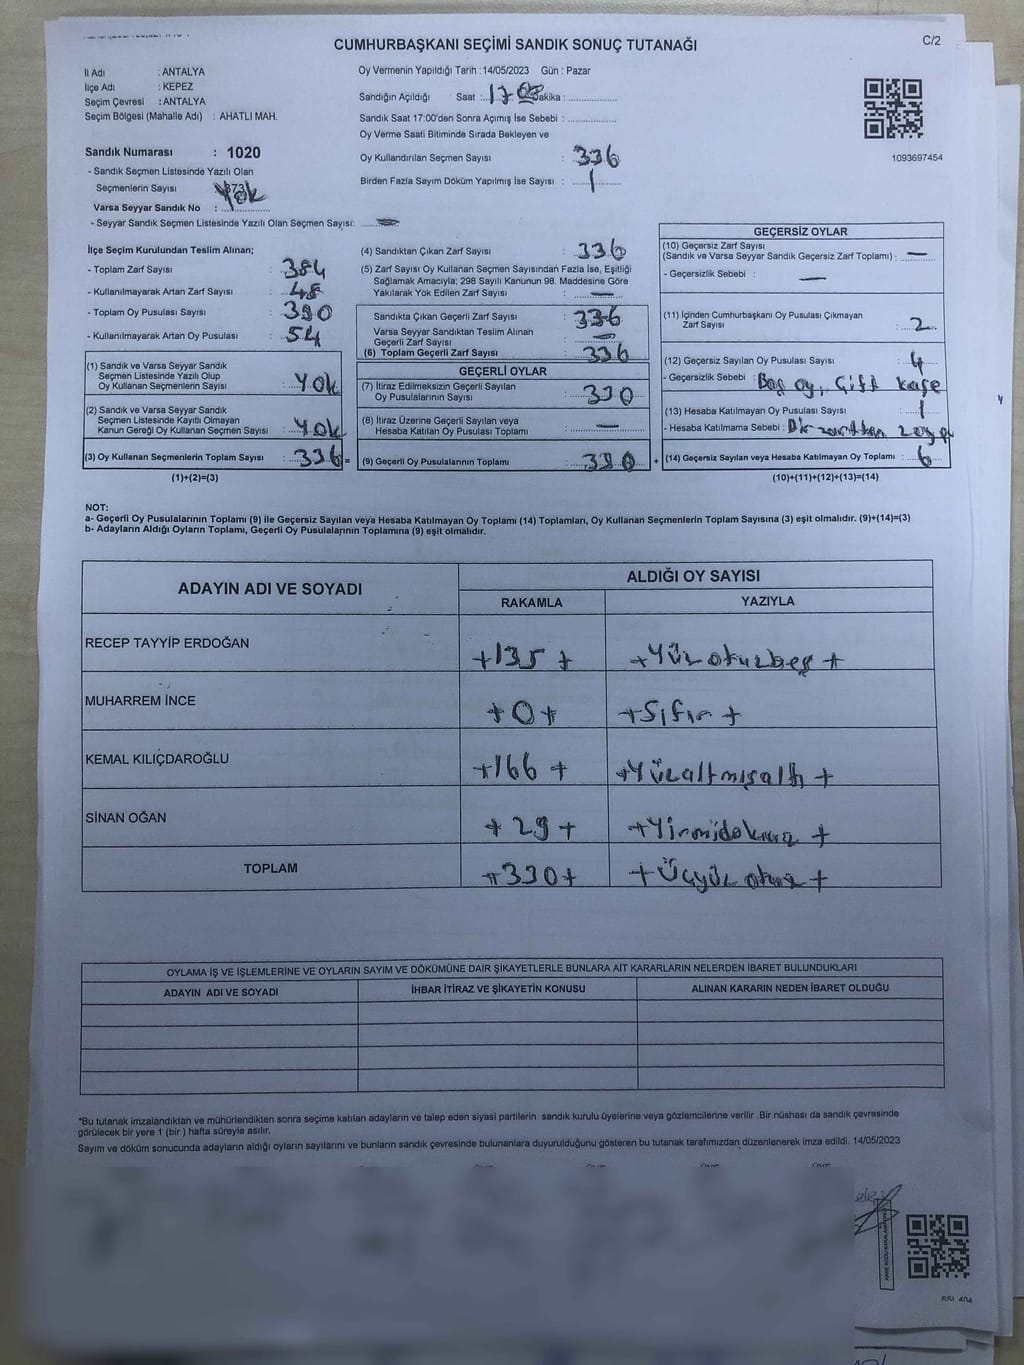 CUMHURBAŞKANI SEÇİMİ SANDIK SONUÇ TUTANAĞI
C/2
İl Adı : ANTALYA
İlçe Adı : KEPEZ
Seçim Çevresi : ANTALYA
Seçim Bölgesi (Mahalle Adı) : AHATLI MAH.
Sandık Numarası : 1020
- Sandık Seçmen Listesinde Yazılı Olan
Seçmenlerin Sayısı Yok
Varsa Seyyar Sandık No :
- Seyyar Sandık Seçmen Listesinde Yazılı Olan Seçmen Sayısı:
Oy Vermenin Yapıldığı Tarih : 14/05/2023 Gün : Pazar
Sandığın Açıldığı Saat : 17 Dakika :
Sandık Saat 17:00'den Sonra Açımış İse Sebebi :
Oy Verme Saati Bitiminde Sırada Bekleyen ve
Oy Kullandırılan Seçmen Sayısı : 336
Birden Fazla Sayım Döküm Yapılmış İse Sayısı : 1
1093697454
İlçe Seçim Kurulundan Teslim Alınan;
- Toplam Zarf Sayısı : 384
- Kullanılmayarak Artan Zarf Sayısı : 48
- Toplam Oy Pusulası Sayısı : 390
- Kullanılmayarak Artan Oy Pusulası : 54
(1) Sandık ve Varsa Seyyar Sandık
Seçmen Listesinde Yazılı Olup
Oy Kullanan Seçmenlerin Sayısı : Yok
(2) Sandık ve Varsa Seyyar Sandık
Seçmen Listesinde Kayıtlı Olmayan
Kanun Gereği Oy Kullanan Seçmen Sayısı : Yok
(3) Oy Kullanan Seçmenlerin Toplam Sayısı : 336 =
(1)+(2)=(3)
(4) Sandıktan Çıkan Zarf Sayısı : 336
(5) Zarf Sayısı Oy Kullanan Seçmen Sayısından Fazla İse, Eşitliği
Sağlamak Amacıyla; 298 Sayılı Kanunun 98. Maddesine Göre
Yakılarak Yok Edilen Zarf Sayısı : —
Sandıkta Çıkan Geçerli Zarf Sayısı : 336
Varsa Seyyar Sandıktan Teslim Alınan
Geçerli Zarf Sayısı : —
(6) Toplam Geçerli Zarf Sayısı : 336
GEÇERLİ OYLAR
(7) İtiraz Edilmeksizin Geçerli Sayılan
Oy Pusulalarının Sayısı : 330
(8) İtiraz Üzerine Geçerli Sayılan veya
Hesaba Katılan Oy Pusulası Toplamı : —
(9) Geçerli Oy Pusulalarının Toplamı : 330 +
GEÇERSİZ OYLAR
(10) Geçersiz Zarf Sayısı
(Sandık ve Varsa Seyyar Sandık Geçersiz Zarf Toplamı) : —
- Geçersizlik Sebebi : —
(11) İçinden Cumhurbaşkanı Oy Pusulası Çıkmayan
Zarf Sayısı : 2
(12) Geçersiz Sayılan Oy Pusulası Sayısı : 4
- Geçersizlik Sebebi : Boş oy, Çift kaşe
(13) Hesaba Katılmayan Oy Pusulası Sayısı : 1
- Hesaba Katılmama Sebebi : Bir zarftan
(14) Geçersiz Sayılan veya Hesaba Katılmayan Oy Toplamı : 6
(10)+(11)+(12)+(13)=(14)
NOT:
a- Geçerli Oy Pusulalarının Toplamı (9) ile Geçersiz Sayılan veya Hesaba Katılmayan Oy Toplamı (14) Toplamları, Oy Kullanan Seçmenlerin Toplam Sayısına (3) eşit olmalıdır. (9)+(14)=(3)
b- Adayların Aldığı Oyların Toplamı, Geçerli Oy Pusulalarının Toplamına (9) eşit olmalıdır.
ADAYIN ADI VE SOYADI
ALDIĞI OY SAYISI
RAKAMLA YAZIYLA
RECEP TAYYİP ERDOĞAN +135+ +Yüz oturbeş+
MUHARREM İNCE +0+ +Sıfır+
KEMAL KILIÇDAROĞLU +166+ +Yüzaltmışaltı+
SİNAN OĞAN +29+ +Yirmidokuz+
TOPLAM +330+ +Üçyüz otuz+
OYLAMA İŞ VE İŞLEMLERİNE VE OYLARIN SAYIM VE DÖKÜMÜNE DAİR ŞİKAYETLERLE BUNLARA AİT KARARLARIN NELERDEN İBARET BULUNDUKLARI
ADAYIN ADI VE SOYADI İHBAR İTİRAZ VE ŞİKAYETİN KONUSU ALINAN KARARIN NEDEN İBARET OLDUĞU
*Bu tutanak imzalandıktan ve mühürlendikten sonra seçime katılan adayların ve talep eden siyasi partilerin sandık kurulu üyelerine veya gözlemcilerine verilir .Bir nüshası da sandık çevresinde
görülecek bir yere 1 (bir ) hafta süreyle asılır.
Sayım ve döküm sonucunda adayların aldığı oyların sayılarını ve bunların sandık çevresinde bulunanlara duyurulduğunu gösteren bu tutanak tarafımızdan düzenlenerek imza edildi. 14/05/2023